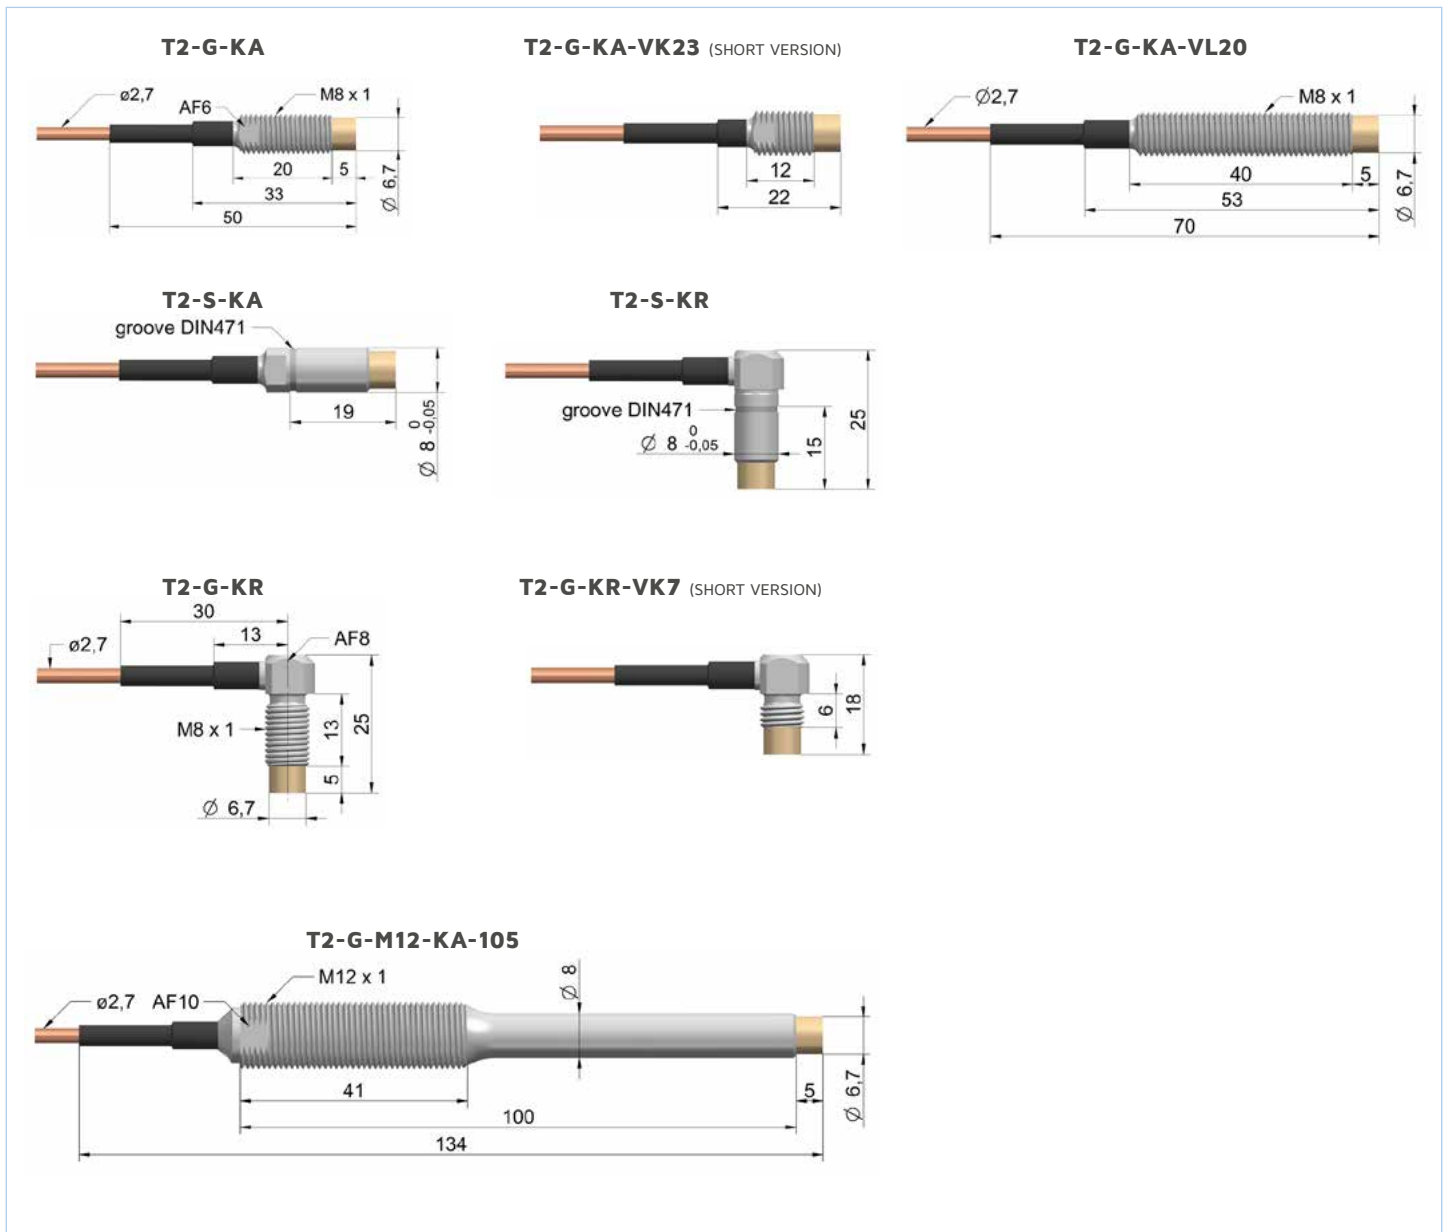 T2-G-KA
ø2,7
AF6
M8 x 1
20
5
33
50
Ø 6,7
T2-G-KA-VK23 (SHORT VERSION)
12
22
T2-G-KA-VL20
Ø2,7
M8 x 1
40
5
53
70
Ø 6,7
T2-S-KA
groove DIN471
19
Ø 8 0 -0,05
T2-S-KR
groove DIN471
Ø 8 0 -0,05
15
25
T2-G-KR
30
13
AF8
ø2,7
M8 x 1
13
25
5
Ø 6,7
T2-G-KR-VK7 (SHORT VERSION)
6
18
T2-G-M12-KA-105
M12 x 1
ø2,7
AF10
Ø 8
41
5
100
134
Ø 6,7